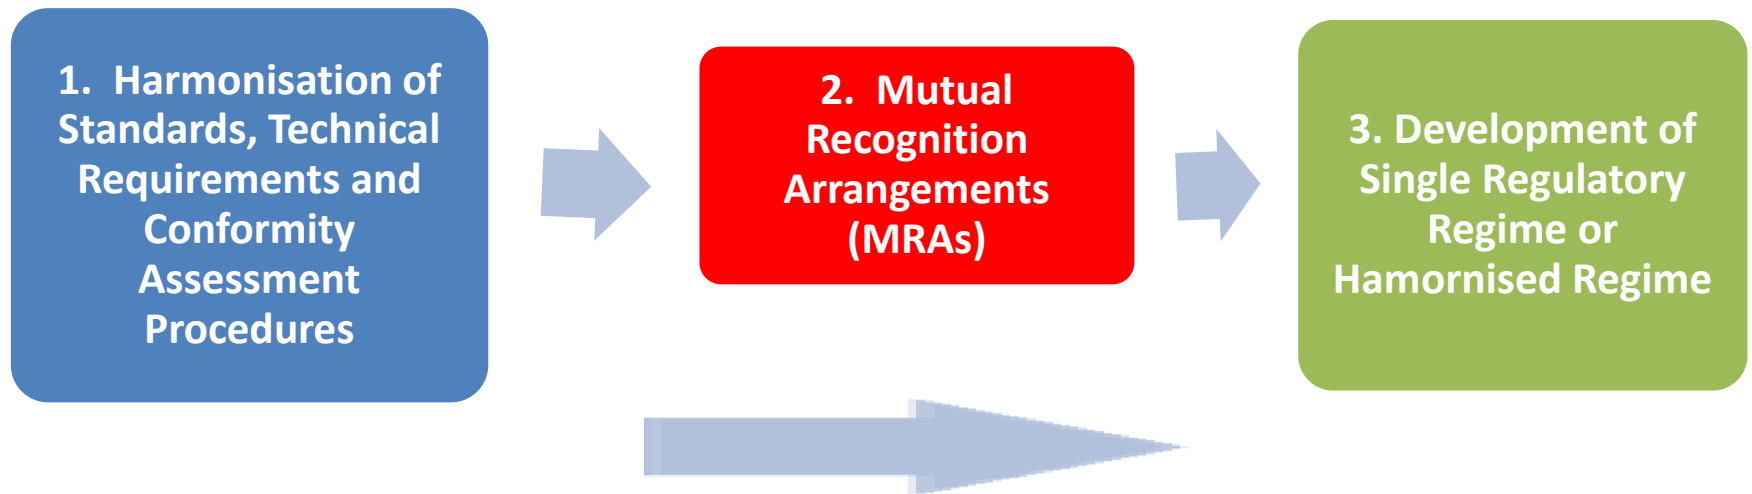 1. Harmonisation of
Standards, Technical
Requirements and
Conformity
Assessment
Procedures
2. Mutual
Recognition
Arrangements
(MRAs)
3. Development of
Single Regulatory
Regime or
Hamornised Regime